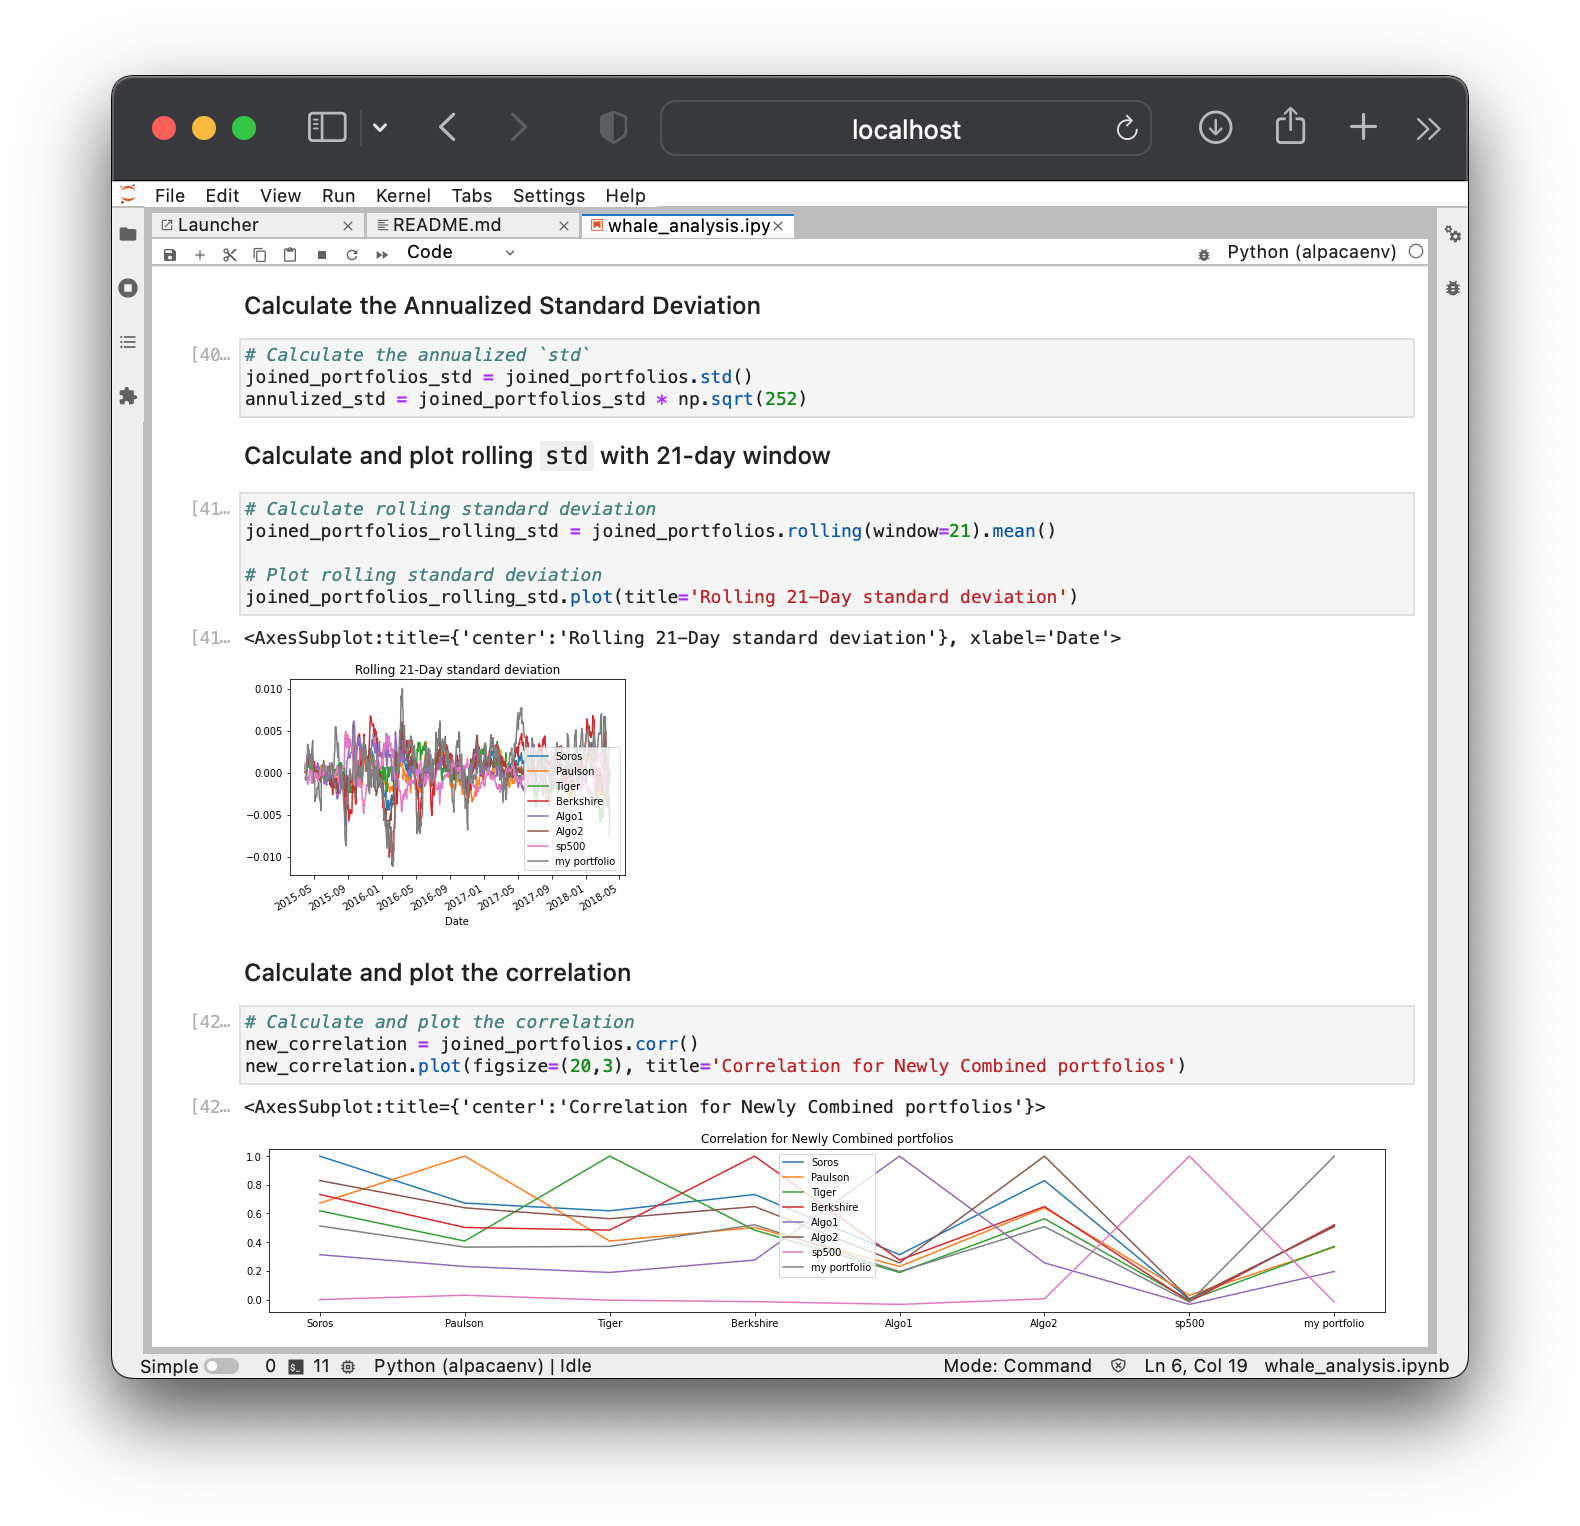 localhost
File Edit View Run Kernel Tabs Settings Help
Launcher README.md whale_analysis.ipy
Code Python (alpacaenv)
Calculate the Annualized Standard Deviation
[40… # Calculate the annualized `std`
joined_portfolios_std = joined_portfolios.std()
annulized_std = joined_portfolios_std * np.sqrt(252)
Calculate and plot rolling std with 21-day window
[41… # Calculate rolling standard deviation
joined_portfolios_rolling_std = joined_portfolios.rolling(window=21).mean()
# Plot rolling standard deviation
joined_portfolios_rolling_std.plot(title='Rolling 21-Day standard deviation')
[41… <AxesSubplot:title={'center':'Rolling 21-Day standard deviation'}, xlabel='Date'>
Rolling 21-Day standard deviation
0.010
0.005
0.000
−0.005
−0.010
Soros
Paulson
Tiger
Berkshire
Algo1
Algo2
sp500
my portfolio
2015-05 2015-09 2016-01 2016-05 2016-09 2017-01 2017-05 2017-09 2018-01 2018-05
Date
Calculate and plot the correlation
[42… # Calculate and plot the correlation
new_correlation = joined_portfolios.corr()
new_correlation.plot(figsize=(20,3), title='Correlation for Newly Combined portfolios')
[42… <AxesSubplot:title={'center':'Correlation for Newly Combined portfolios'}>
Correlation for Newly Combined portfolios
1.0
0.8
0.6
0.4
0.2
0.0
Soros
Paulson
Tiger
Berkshire
Algo1
Algo2
sp500
my portfolio
Soros Paulson Tiger Berkshire Algo1 Algo2 sp500 my portfolio
Simple 0 $_ 11 Python (alpacaenv) | Idle Mode: Command Ln 6, Col 19 whale_analysis.ipynb